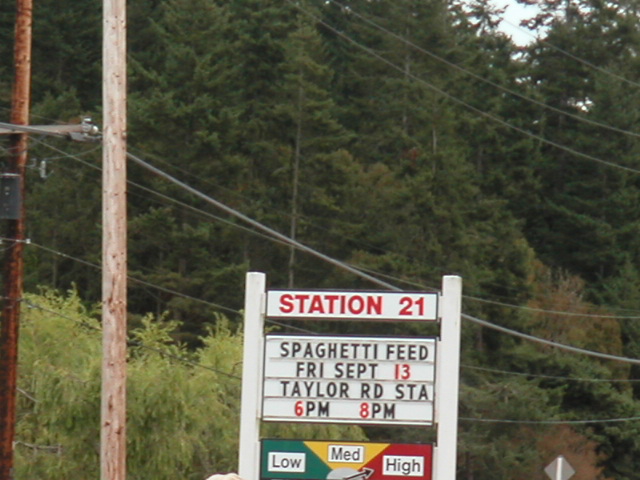 STATION 21
SPAGHETTI FEED
FRI SEPT 13
TAYLOR RD STA
6PM 8PM
Low Med High